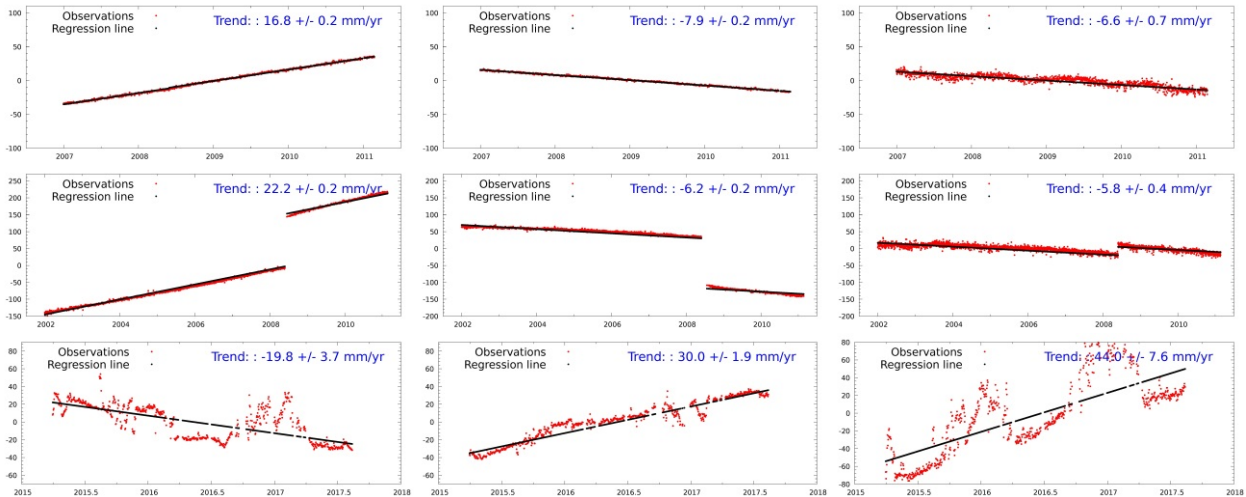 Observations
Regression line
Trend: : 16.8 +/- 0.2 mm/yr
100
50
0
-50
-100
2007 2008 2009 2010 2011
Observations
Regression line
Trend: : -7.9 +/- 0.2 mm/yr
100
50
0
-50
-100
2007 2008 2009 2010 2011
Observations
Regression line
Trend: : -6.6 +/- 0.7 mm/yr
100
50
0
-50
-100
2007 2008 2009 2010 2011
Observations
Regression line
Trend: : 22.2 +/- 0.2 mm/yr
200
150
100
50
0
-50
-100
-150
2002 2004 2006 2008 2010
Observations
Regression line
Trend: : -6.2 +/- 0.2 mm/yr
200
150
100
50
0
-50
-100
-150
-200
2002 2004 2006 2008 2010
Observations
Regression line
Trend: : -5.8 +/- 0.4 mm/yr
200
150
100
50
0
-50
-100
-150
-200
2002 2004 2006 2008 2010
Observations
Regression line
Trend: : -19.8 +/- 3.7 mm/yr
80
60
40
20
0
-20
-40
-60
2015 2015.5 2016 2016.5 2017 2017.5 2018
Observations
Regression line
Trend: : 30.0 +/- 1.9 mm/yr
80
60
40
20
0
-20
-40
-60
2015 2015.5 2016 2016.5 2017 2017.5 2018
Observations
Regression line
Trend: : 44.0 +/- 7.6 mm/yr
80
60
40
20
0
-20
-40
-60
-80
2015 2015.5 2016 2016.5 2017 2017.5 2018